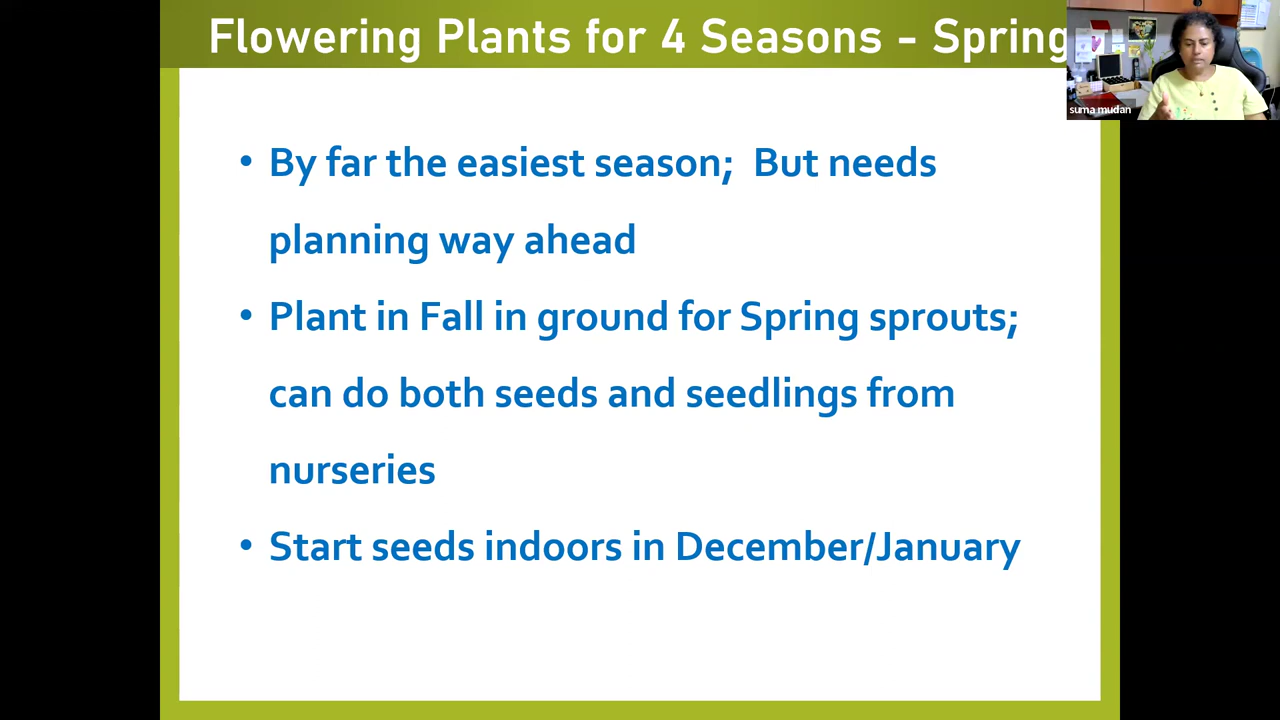 Flowering Plants for 4 Seasons - Spring
suma mudan
• By far the easiest season;  But needs
planning way ahead
• Plant in Fall in ground for Spring sprouts;
can do both seeds and seedlings from
nurseries
• Start seeds indoors in December/January